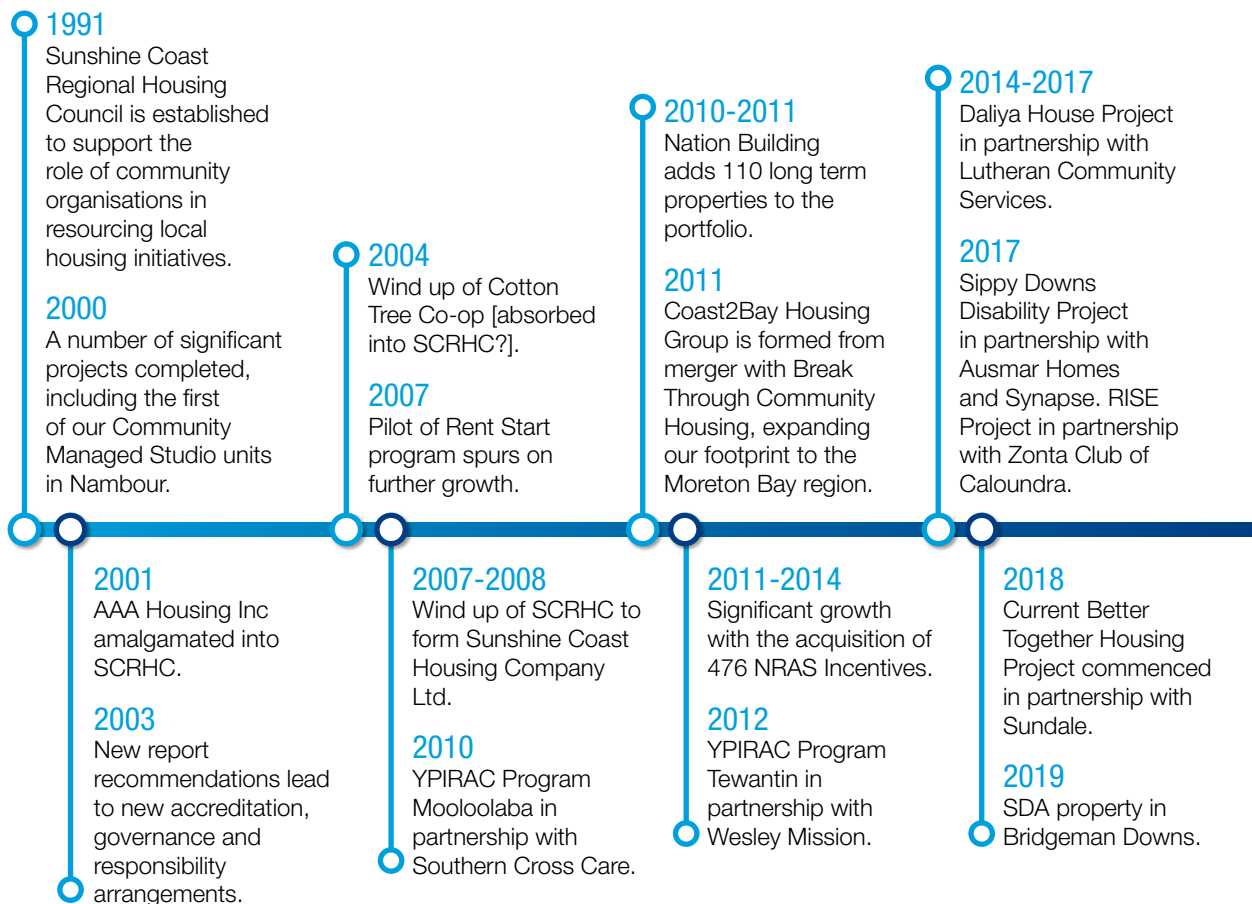 1991
Sunshine Coast
Regional Housing
Council is established
to support the
role of community
organisations in
resourcing local
housing initiatives.
2000
A number of significant
projects completed,
including the first
of our Community
Managed Studio units
in Nambour.
2001
AAA Housing Inc
amalgamated into
SCRHC.
2003
New report
recommendations lead
to new accreditation,
governance and
responsibility
arrangements.
2004
Wind up of Cotton
Tree Co-op [absorbed
into SCRHC?].
2007
Pilot of Rent Start
program spurs on
further growth.
2007-2008
Wind up of SCRHC to
form Sunshine Coast
Housing Company
Ltd.
2010
YPIRAC Program
Mooloolaba in
partnership with
Southern Cross Care.
2010-2011
Nation Building
adds 110 long term
properties to the
portfolio.
2011
Coast2Bay Housing
Group is formed from
merger with Break
Through Community
Housing, expanding
our footprint to the
Moreton Bay region.
2011-2014
Significant growth
with the acquisition of
476 NRAS Incentives.
2012
YPIRAC Program
Tewantin in
partnership with
Wesley Mission.
2014-2017
Daliya House Project
in partnership with
Lutheran Community
Services.
2017
Sippy Downs
Disability Project
in partnership with
Ausmar Homes
and Synapse. RISE
Project in partnership
with Zonta Club of
Caloundra.
2018
Current Better
Together Housing
Project commenced
in partnership with
Sundale.
2019
SDA property in
Bridgeman Downs.